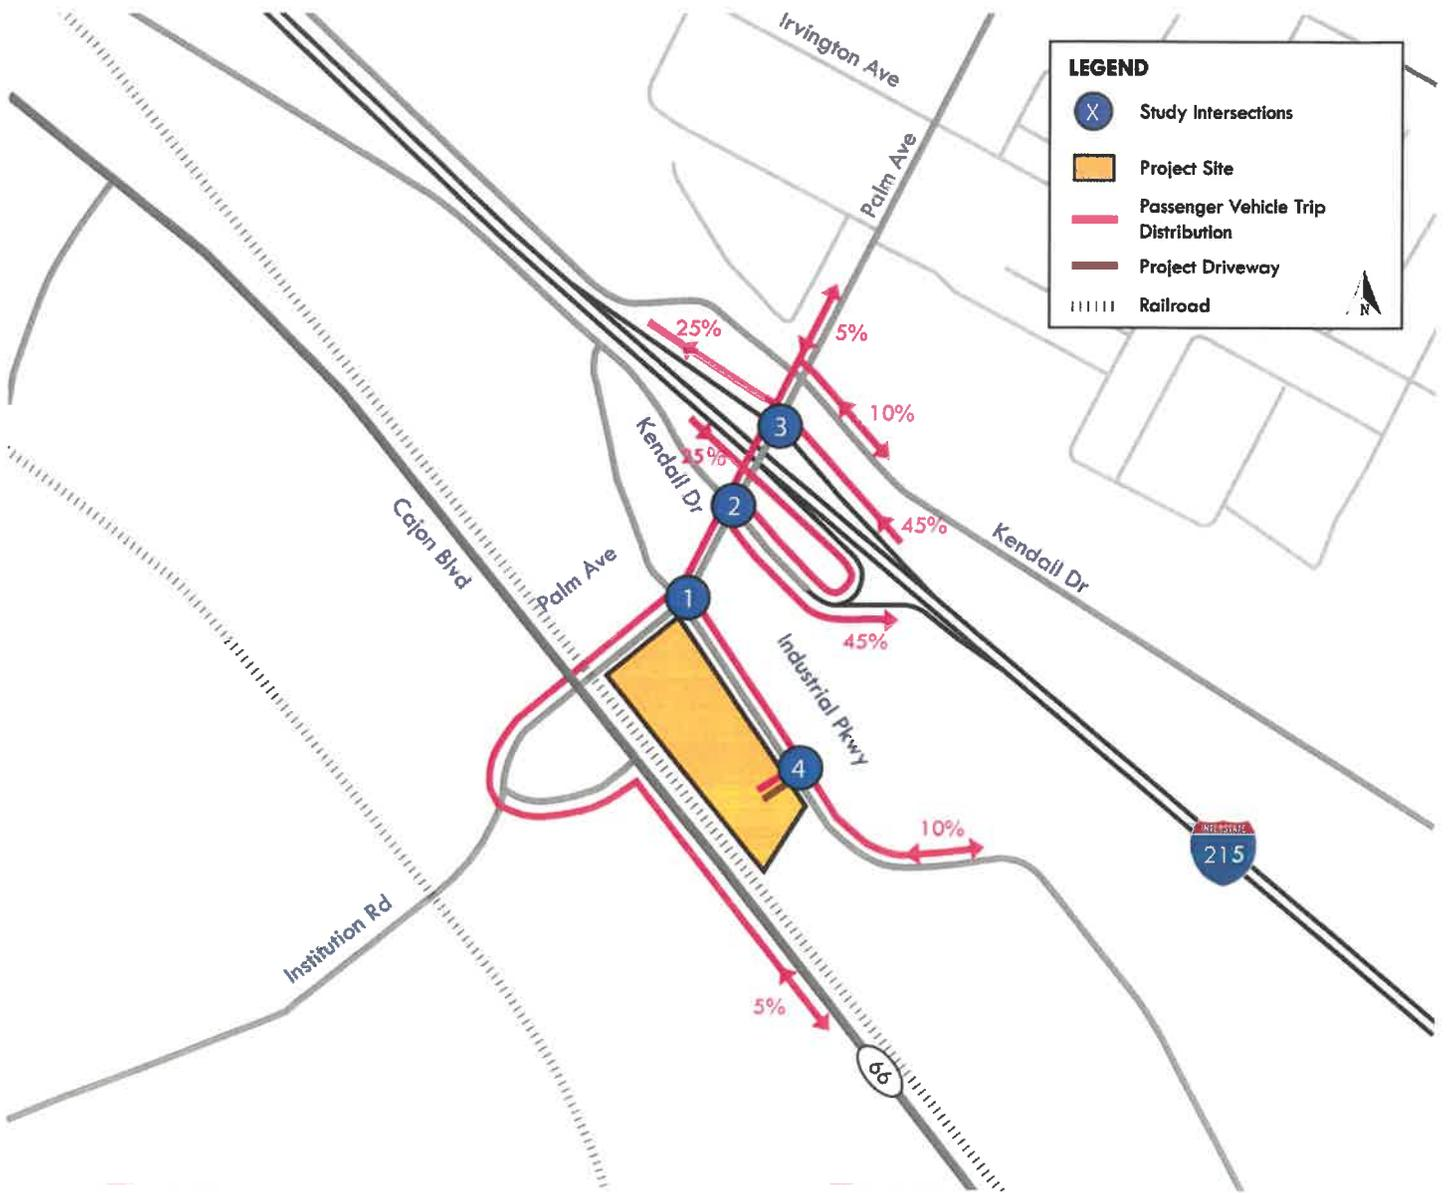 Irvington Ave
LEGEND
X
Study Intersections
Project Site
Passenger Vehicle Trip
Distribution
Project Driveway
Railroad
N
Palm Ave
25%
5%
10%
3
25%
Kendall Dr
2
45%
Kendall Dr
Cajon Blvd
Palm Ave
1
45%
Industrial Pkwy
4
10%
INTERSTATE
215
Institution Rd
5%
66